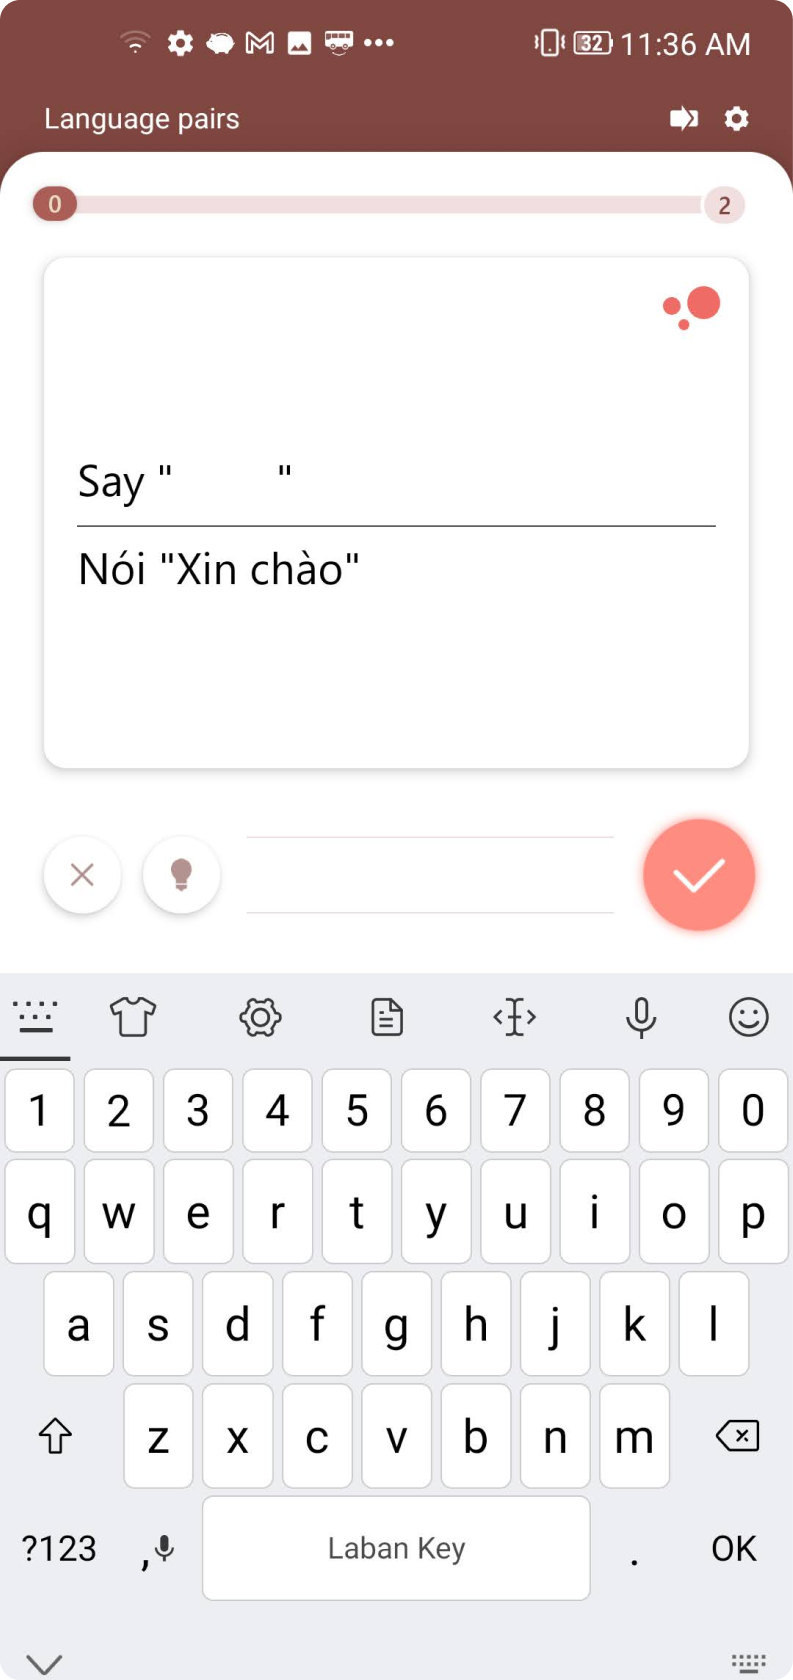 32 11:36 AM
Language pairs
0 2
Say "          "
Nói "Xin chào"
1 2 3 4 5 6 7 8 9 0
q w e r t y u i o p
a s d f g h j k l
z x c v b n m
?123 , Laban Key . OK